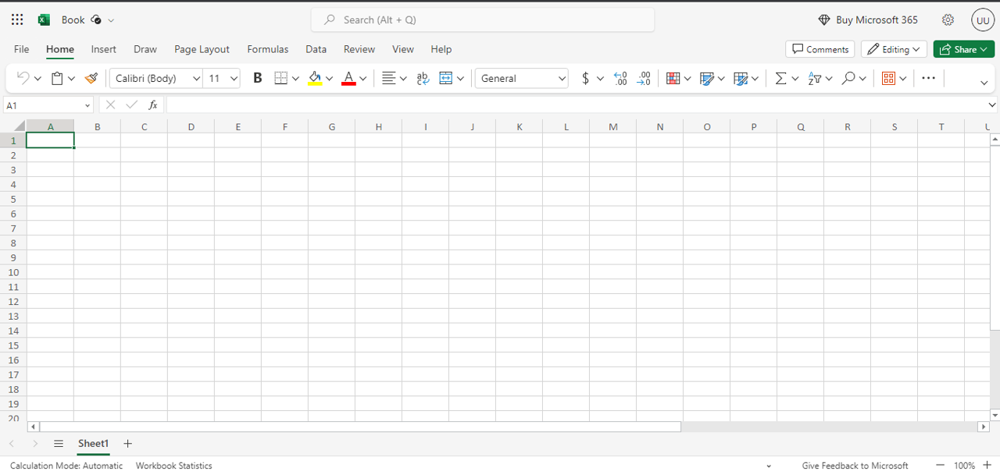 Book
Search (Alt + Q)
Buy Microsoft 365
UU
File Home Insert Draw Page Layout Formulas Data Review View Help
Comments Editing Share
Calibri (Body) 11 B A ab General $ .00 .00
A1 fx
A B C D E F G H I J K L M N O P Q R S T U
1
2
3
4
5
6
7
8
9
10
11
12
13
14
15
16
17
18
19
20
Sheet1
Calculation Mode: Automatic Workbook Statistics Give Feedback to Microsoft 100%